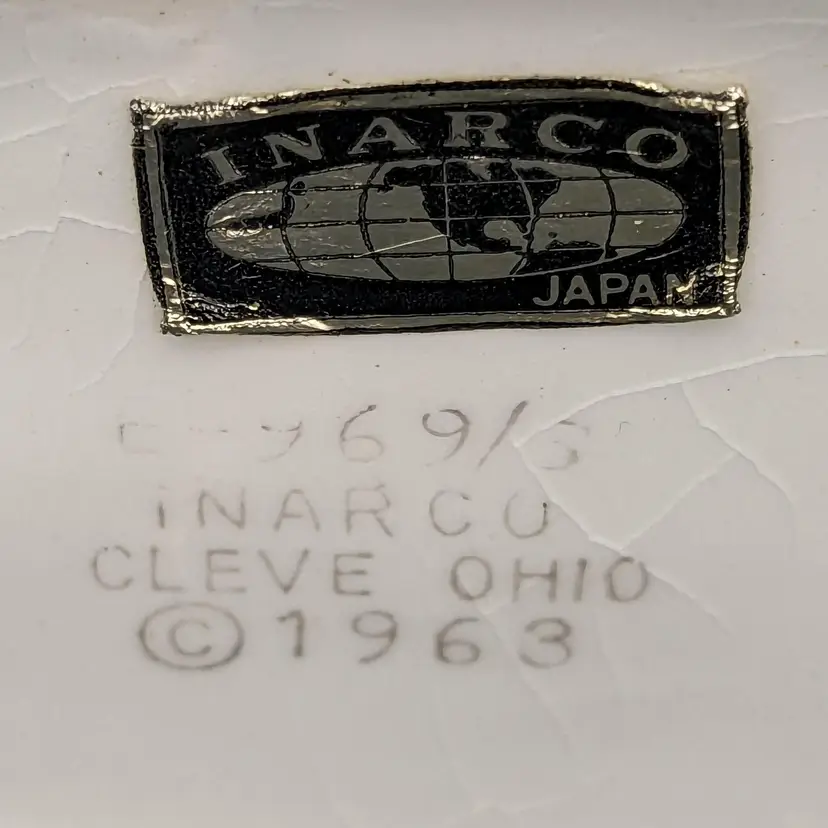 INARCO
JAPAN
E-969/S
INARCO
CLEVE OHIO
©1963